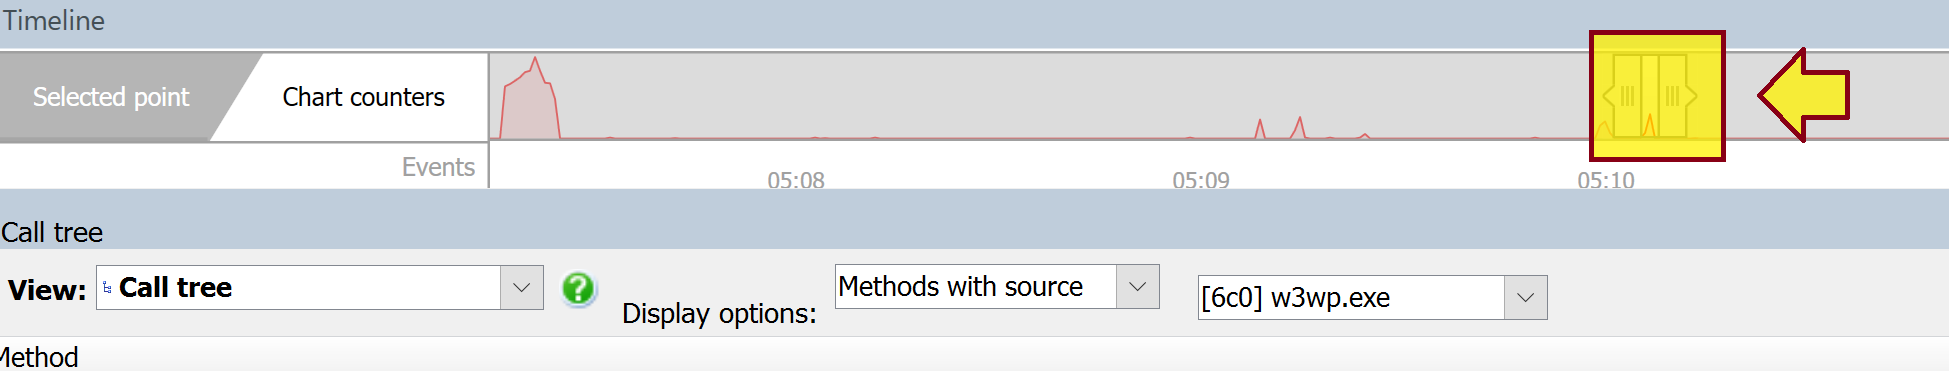 Timeline
Selected point Chart counters
Events
05:08 05:09 05:10
Call tree
View: Call tree ? Display options: Methods with source [6c0] w3wp.exe
Method